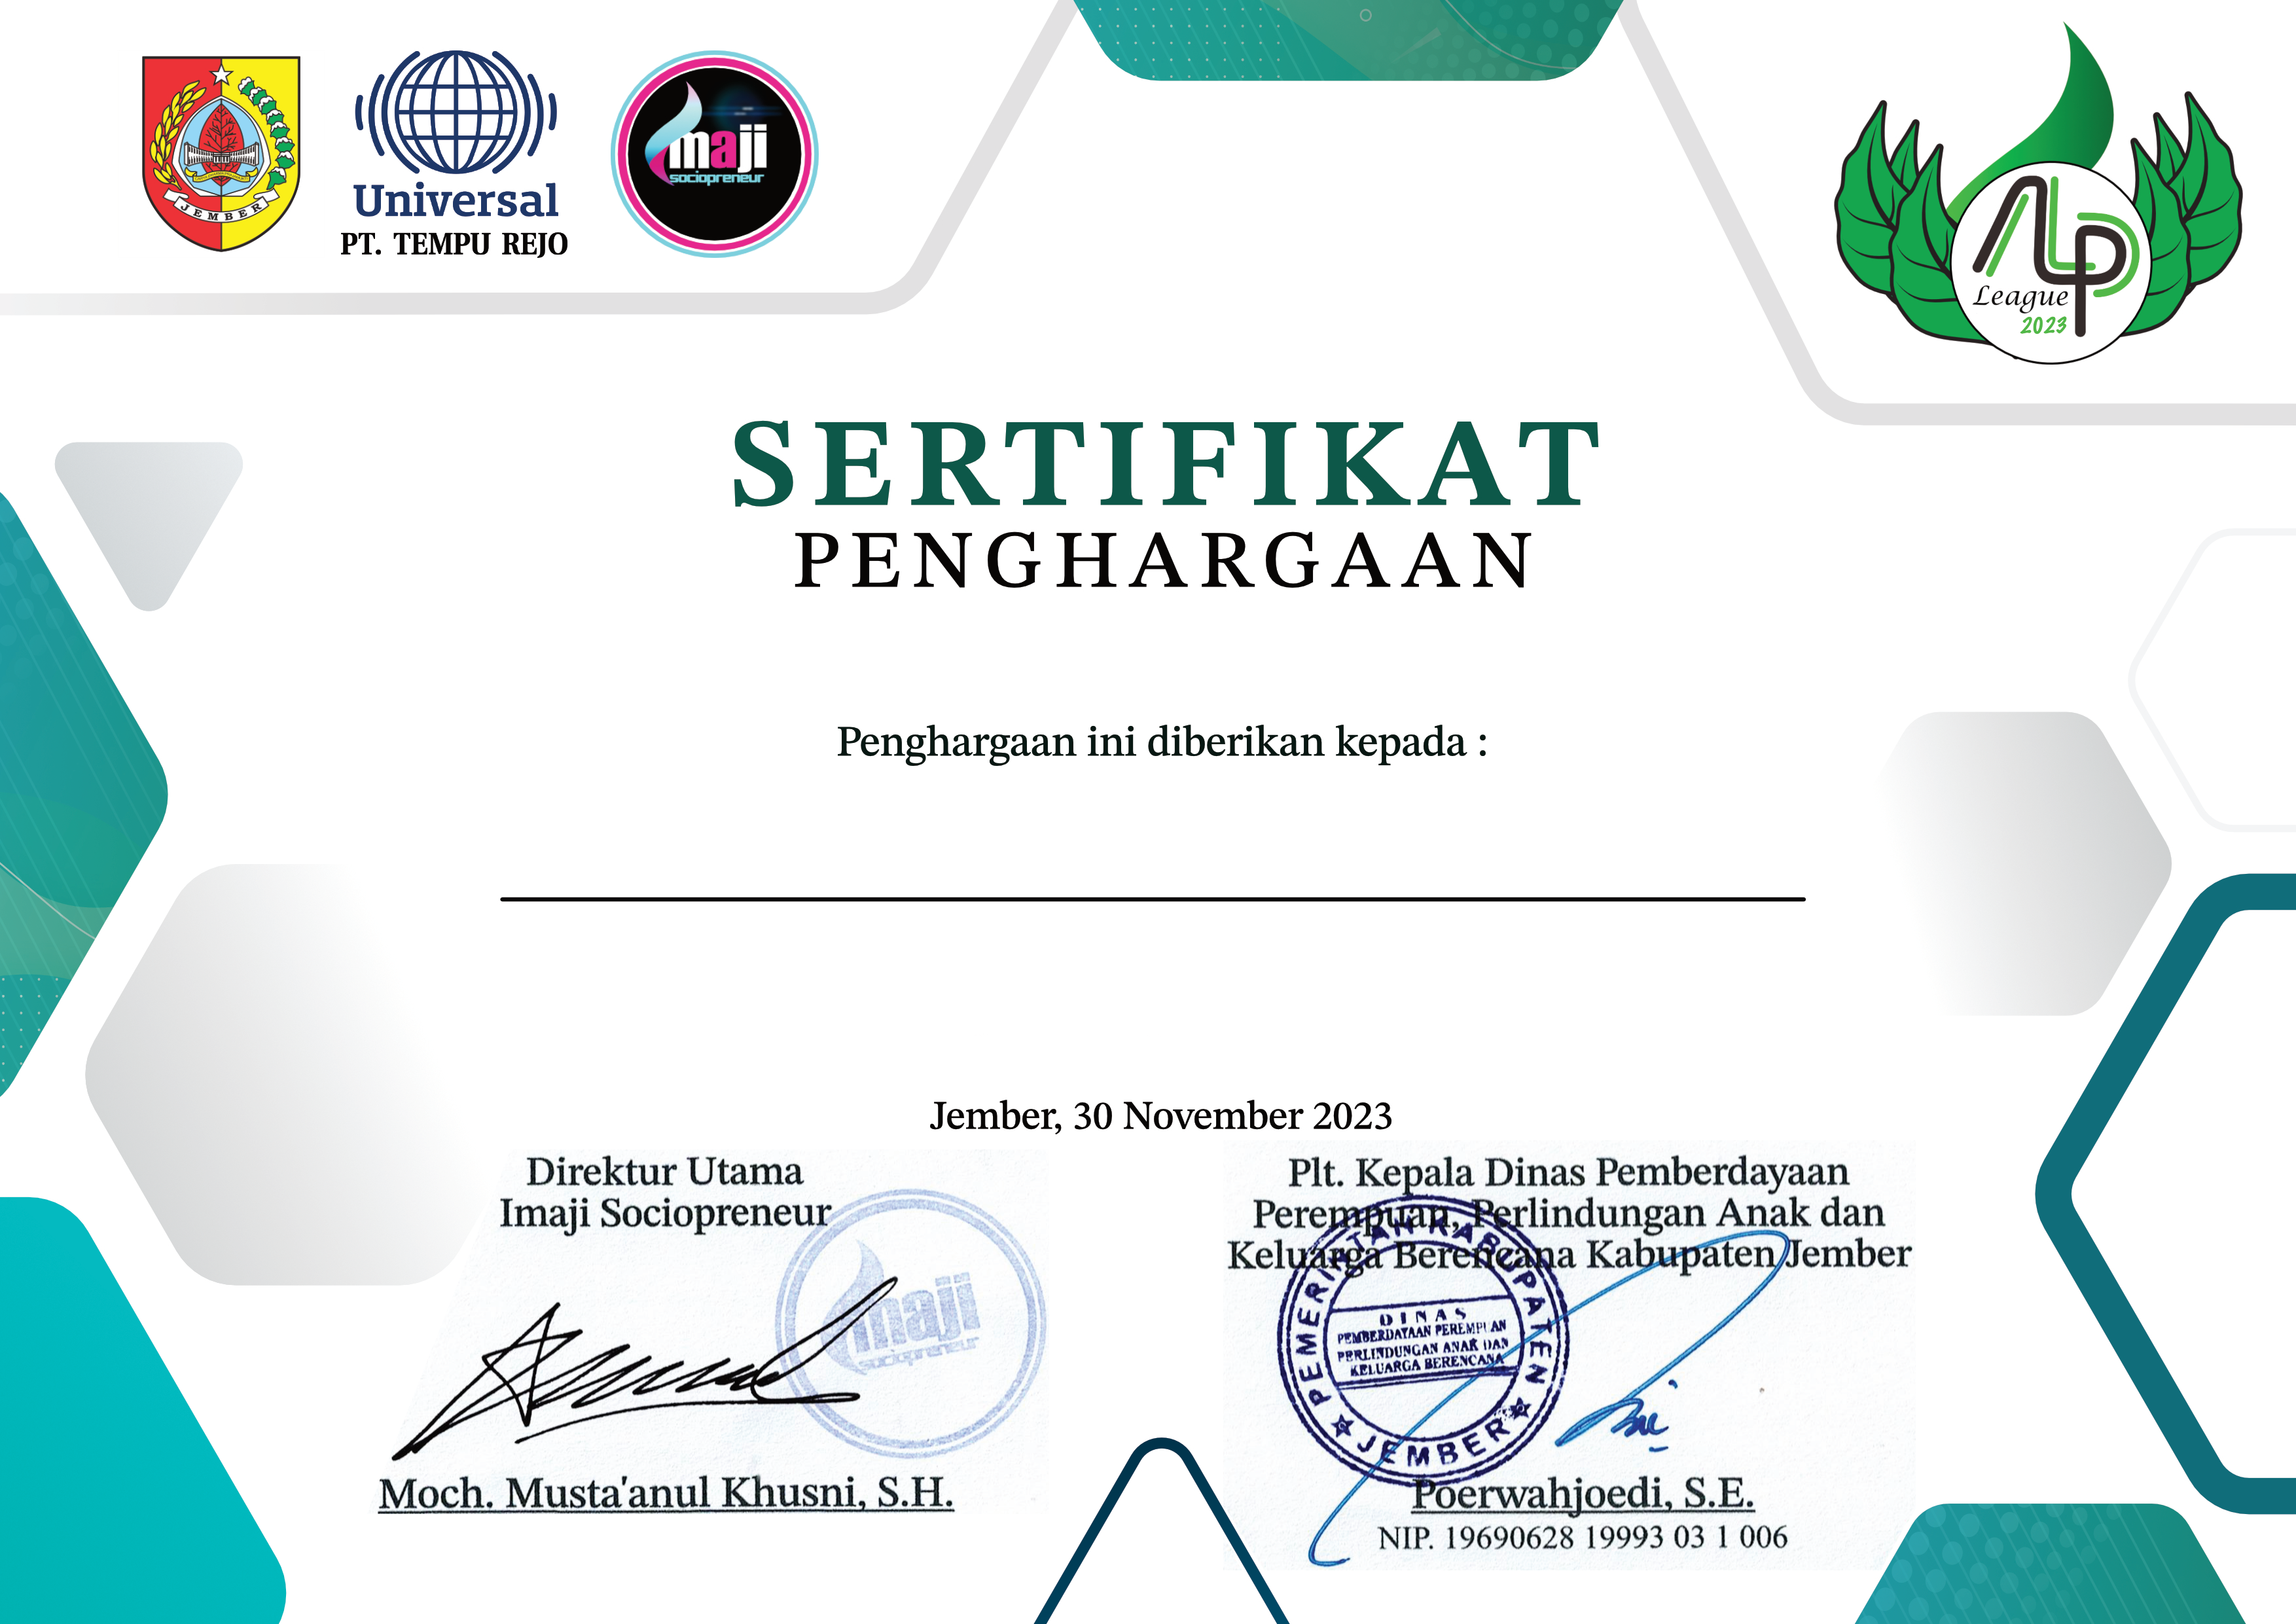 JEMBER
Universal
PT. TEMPU REJO
imaji
sociopreneur
ALP
League
2023
SERTIFIKAT
PENGHARGAAN
Penghargaan ini diberikan kepada :
Jember, 30 November 2023
Direktur Utama
Imaji Sociopreneur
imaji
sociopreneur
Moch. Musta'anul Khusni, S.H.
Plt. Kepala Dinas Pemberdayaan
Perempuan, Perlindungan Anak dan
Keluarga Berencana Kabupaten Jember
PEMERINTAH KABUPATEN
DINAS
PEMBERDAYAAN PEREMPUAN
PERLINDUNGAN ANAK DAN
KELUARGA BERENCANA
JEMBER
Poerwahjoedi, S.E.
NIP. 19690628 19993 03 1 006